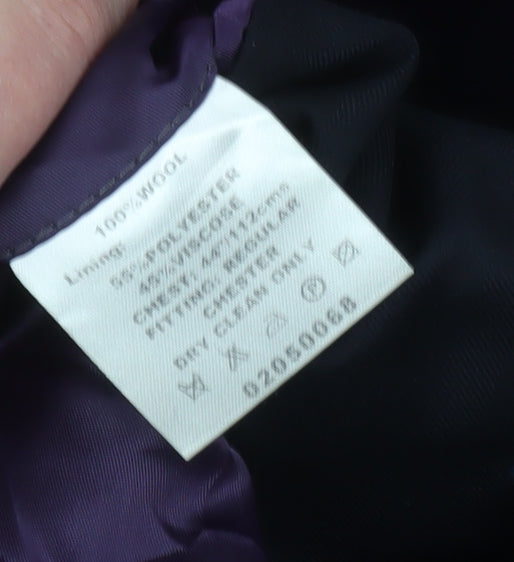 100%WOOL
Lining:
55%POLYESTER
45%VISCOSE
CHEST: 44"/112cms
FITTING: REGULAR
CHESTER
DRY CLEAN ONLY
P
02050068